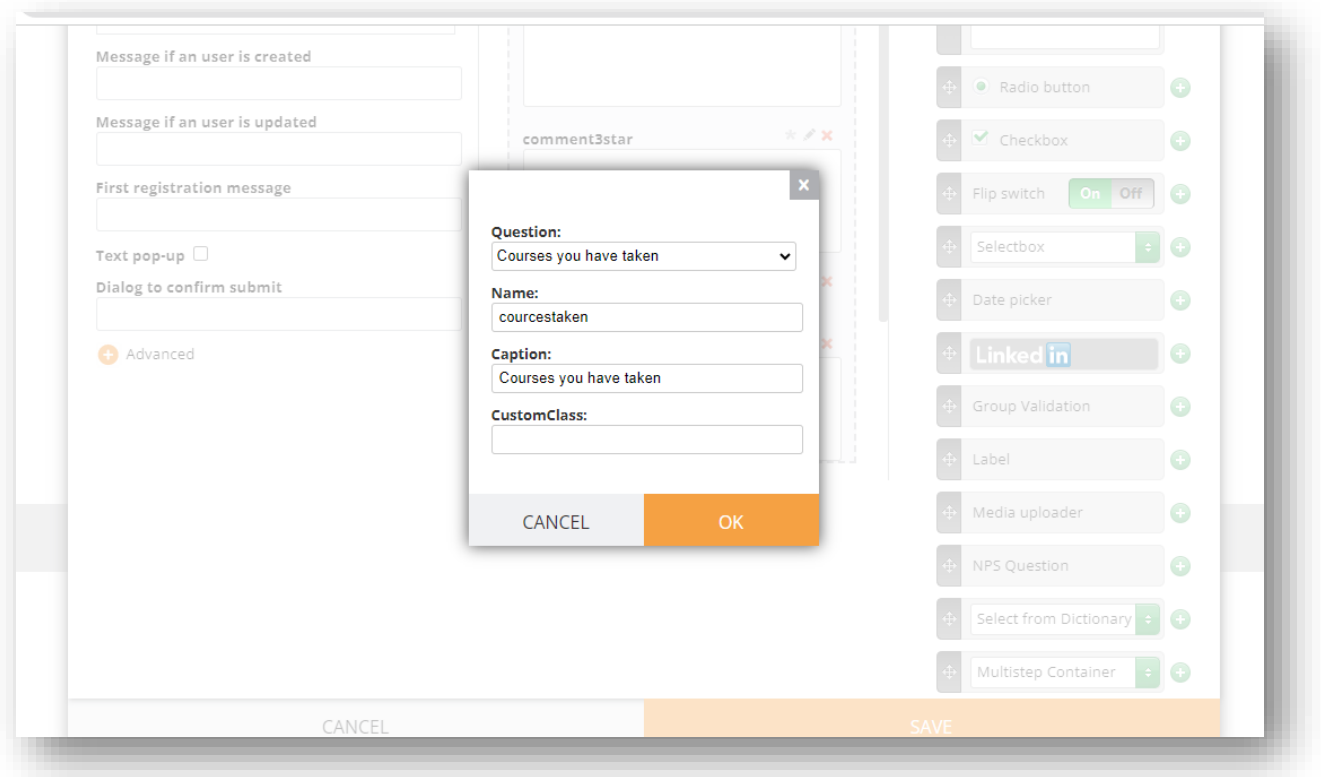 Message if an user is created
Message if an user is updated
First registration message
Text pop-up
Dialog to confirm submit
Advanced
comment3star
Question:
Courses you have taken
Name:
courcestaken
Caption:
Courses you have taken
CustomClass:
CANCEL
OK
Radio button
Checkbox
Flip switch On Off
Selectbox
Date picker
Linked in
Group Validation
Label
Media uploader
NPS Question
Select from Dictionary
Multistep Container
CANCEL
SAVE